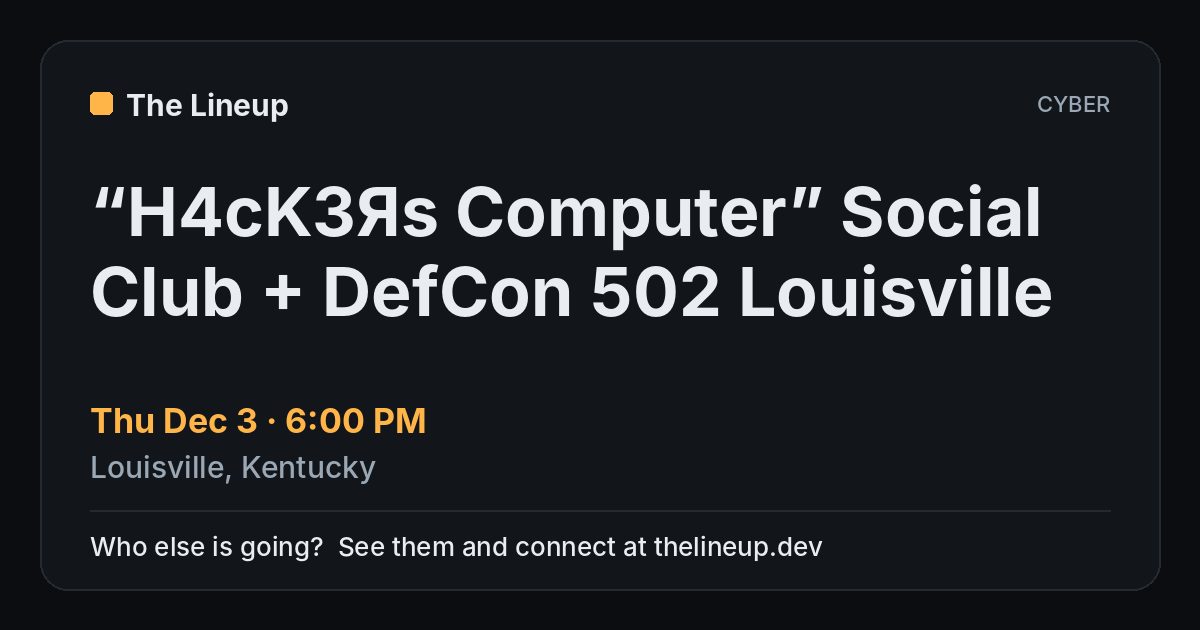 The Lineup
CYBER
“H4cK3Яs Computer” Social
Club + DefCon 502 Louisville
Thu Dec 3 · 6:00 PM
Louisville, Kentucky
Who else is going? See them and connect at thelineup.dev